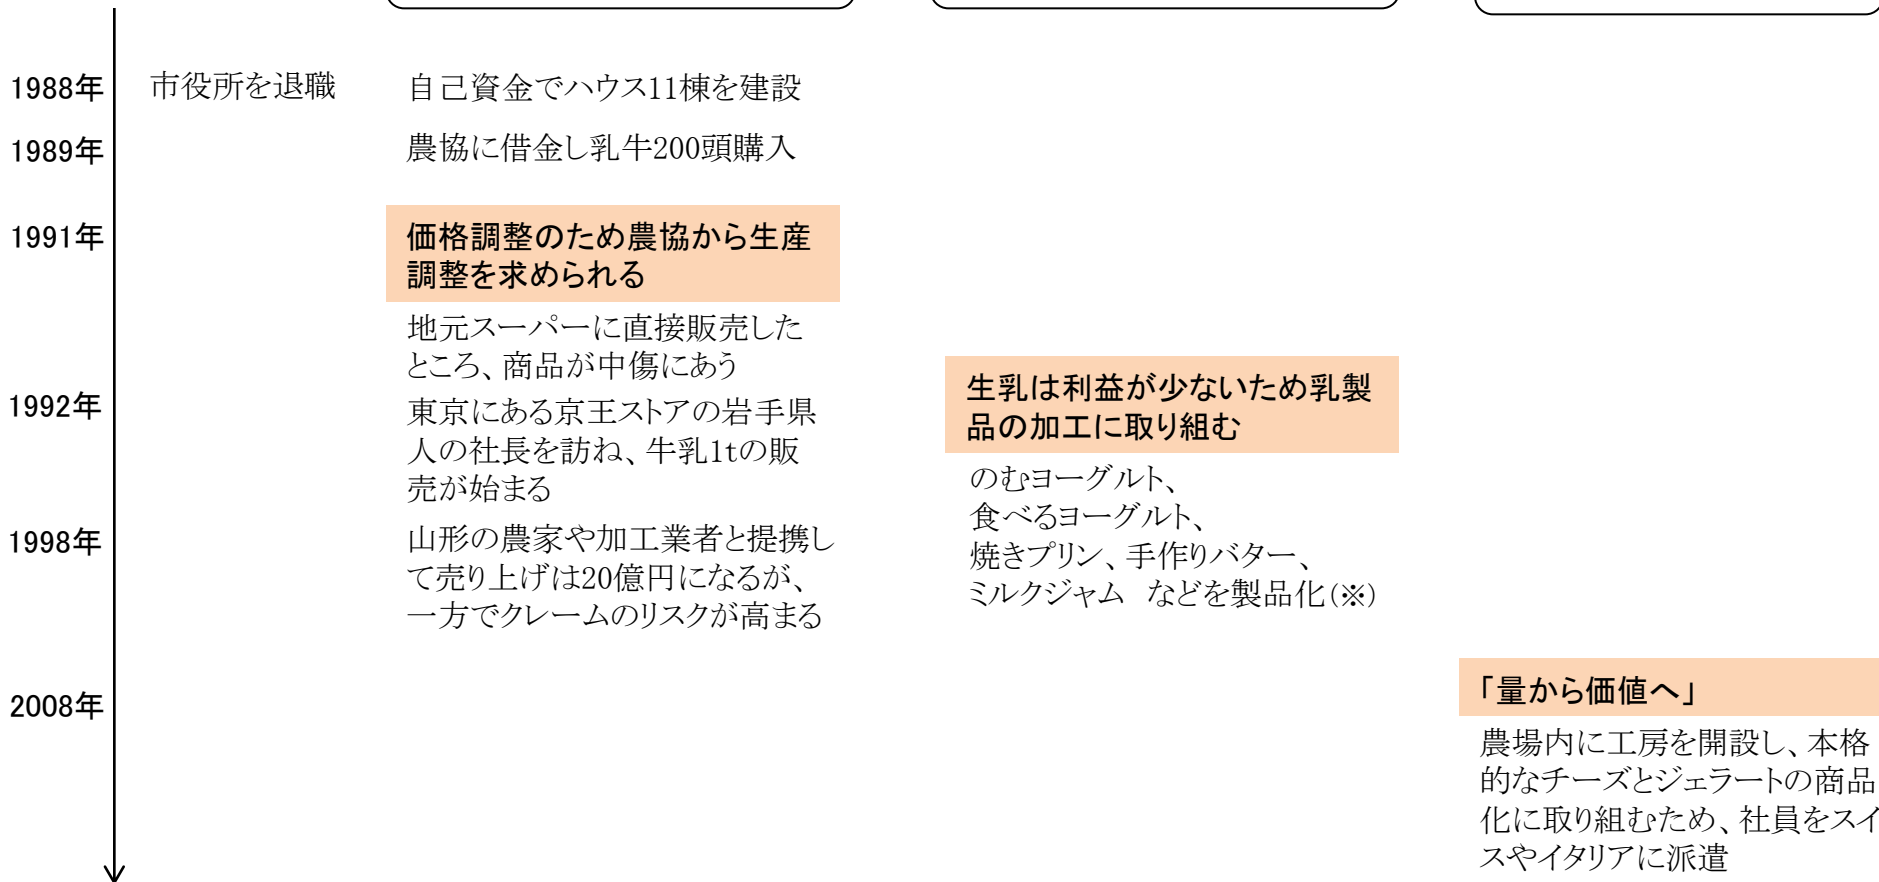 1988年
市役所を退職
自己資金でハウス11棟を建設
1989年
農協に借金し乳牛200頭購入
1991年
価格調整のため農協から生産
調整を求められる
地元スーパーに直接販売した
ところ、商品が中傷にあう
1992年
東京にある京王ストアの岩手県
人の社長を訪ね、牛乳1tの販
売が始まる
生乳は利益が少ないため乳製
品の加工に取り組む
のむヨーグルト、
食べるヨーグルト、
焼きプリン、手作りバター、
ミルクジャム　などを製品化(※)
1998年
山形の農家や加工業者と提携し
て売り上げは20億円になるが、
一方でクレームのリスクが高まる
2008年
「量から価値へ」
農場内に工房を開設し、本格
的なチーズとジェラートの商品
化に取り組むため、社員をスイ
スやイタリアに派遣